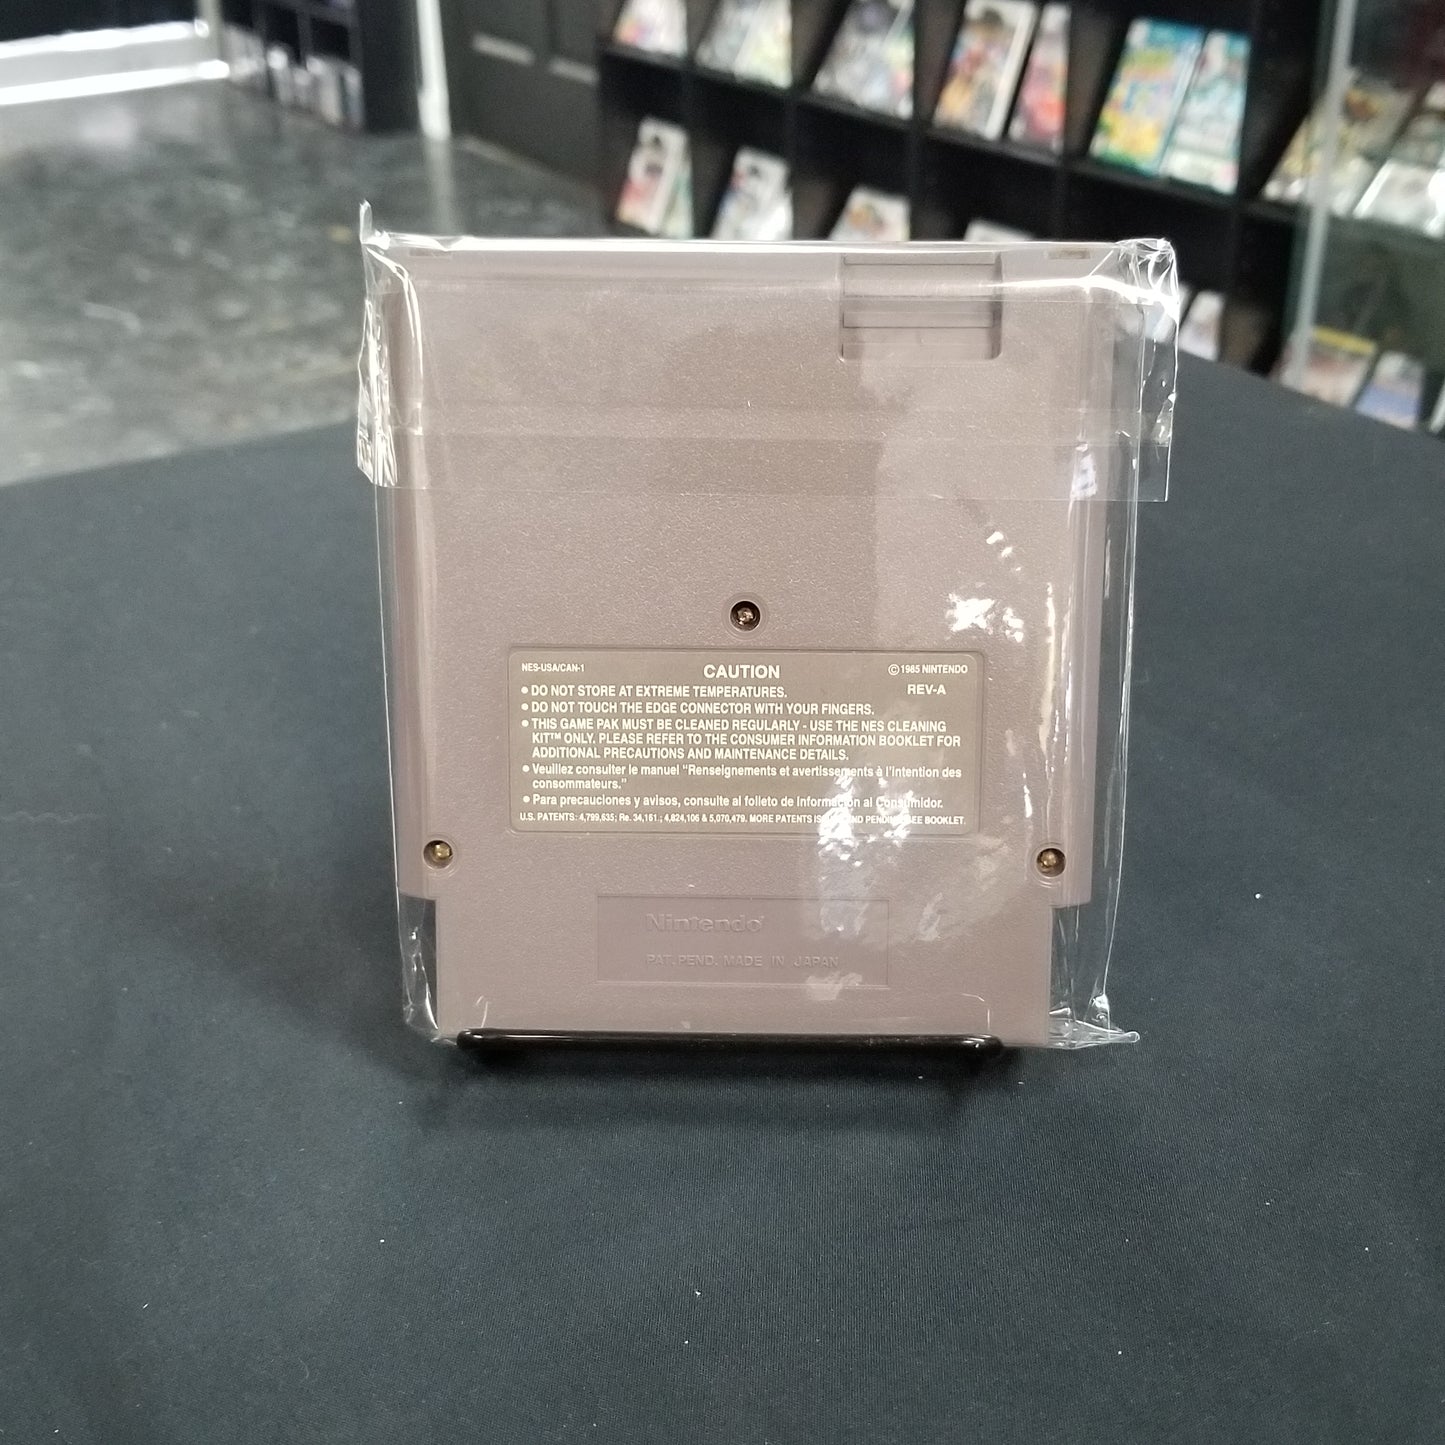 NES-USA/CAN-1 CAUTION ©1985 NINTENDO
• DO NOT STORE AT EXTREME TEMPERATURES. REV-A
• DO NOT TOUCH THE EDGE CONNECTOR WITH YOUR FINGERS.
• THIS GAME PAK MUST BE CLEANED REGULARLY - USE THE NES CLEANING
KIT™ ONLY. PLEASE REFER TO THE CONSUMER INFORMATION BOOKLET FOR
ADDITIONAL PRECAUTIONS AND MAINTENANCE DETAILS.
• Veuillez consulter le manuel "Renseignements et avertissements à l'intention des
consommateurs."
• Para precauciones y avisos, consulte al folleto de Información al Consumidor.
U.S. PATENTS: 4,799,635; Re. 34,161.; 4,824,106 & 5,070,479. MORE PATENTS ISSUED AND PENDING SEE BOOKLET.
Nintendo®
PAT. PEND. MADE IN JAPAN